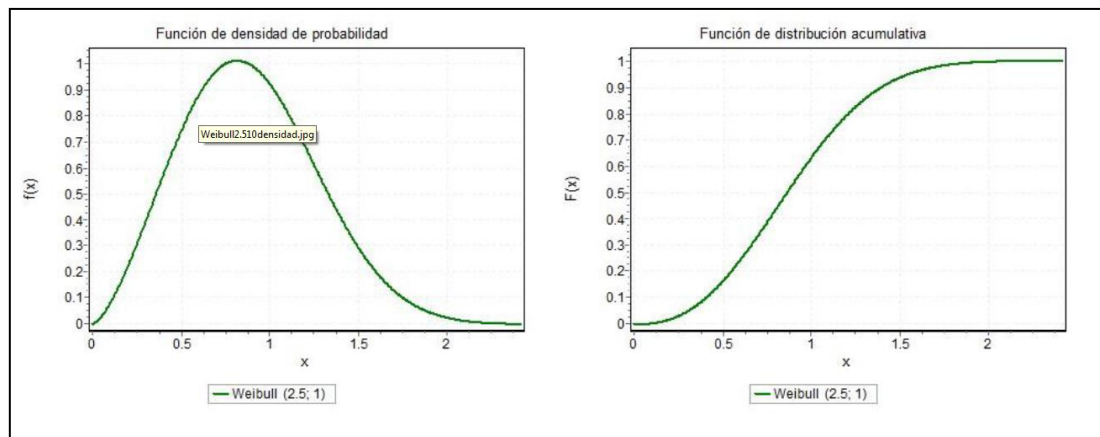 Función de densidad de probabilidad
f(x)
1
0.9
0.8
0.7
0.6
0.5
0.4
0.3
0.2
0.1
0
Weibull2.510densidad.jpg
0 0.5 1 1.5 2
x
Weibull (2.5; 1)
Función de distribución acumulativa
F(x)
1
0.9
0.8
0.7
0.6
0.5
0.4
0.3
0.2
0.1
0
0 0.5 1 1.5 2
x
Weibull (2.5; 1)